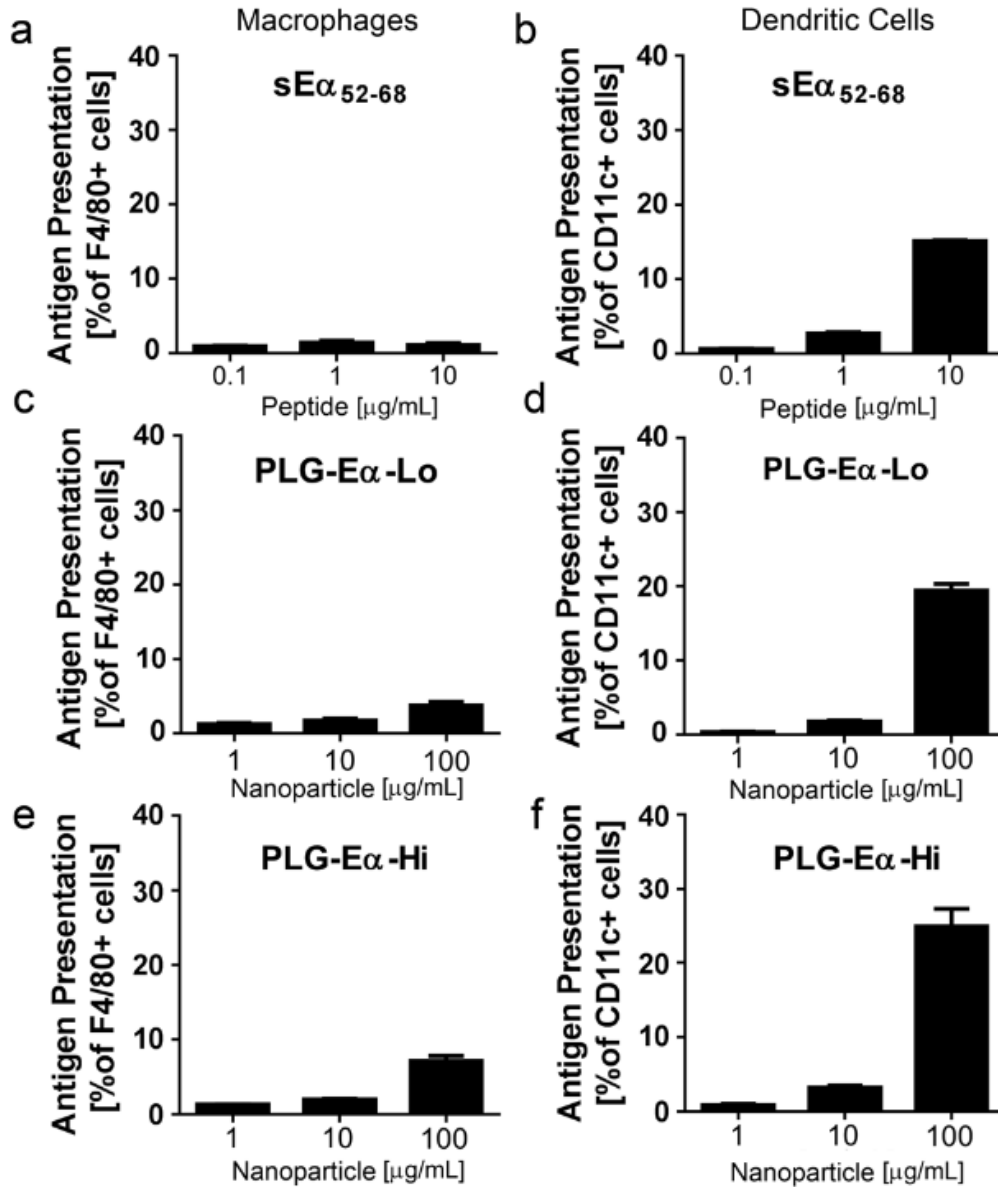 Macrophages
Dendritic Cells
a
sEα52-68
Antigen Presentation
[%of F4/80+ cells]
40
30
20
10
0
0.1 1 10
Peptide [μg/mL]
b
sEα52-68
Antigen Presentation
[%of CD11c+ cells]
40
30
20
10
0
0.1 1 10
Peptide [μg/mL]
c
PLG-Eα-Lo
Antigen Presentation
[%of F4/80+ cells]
40
30
20
10
0
1 10 100
Nanoparticle [μg/mL]
d
PLG-Eα-Lo
Antigen Presentation
[%of CD11c+ cells]
40
30
20
10
0
1 10 100
Nanoparticle [μg/mL]
e
PLG-Eα-Hi
Antigen Presentation
[%of F4/80+ cells]
40
30
20
10
0
1 10 100
Nanoparticle [μg/mL]
f
PLG-Eα-Hi
Antigen Presentation
[%of CD11c+ cells]
40
30
20
10
0
1 10 100
Nanoparticle [μg/mL]